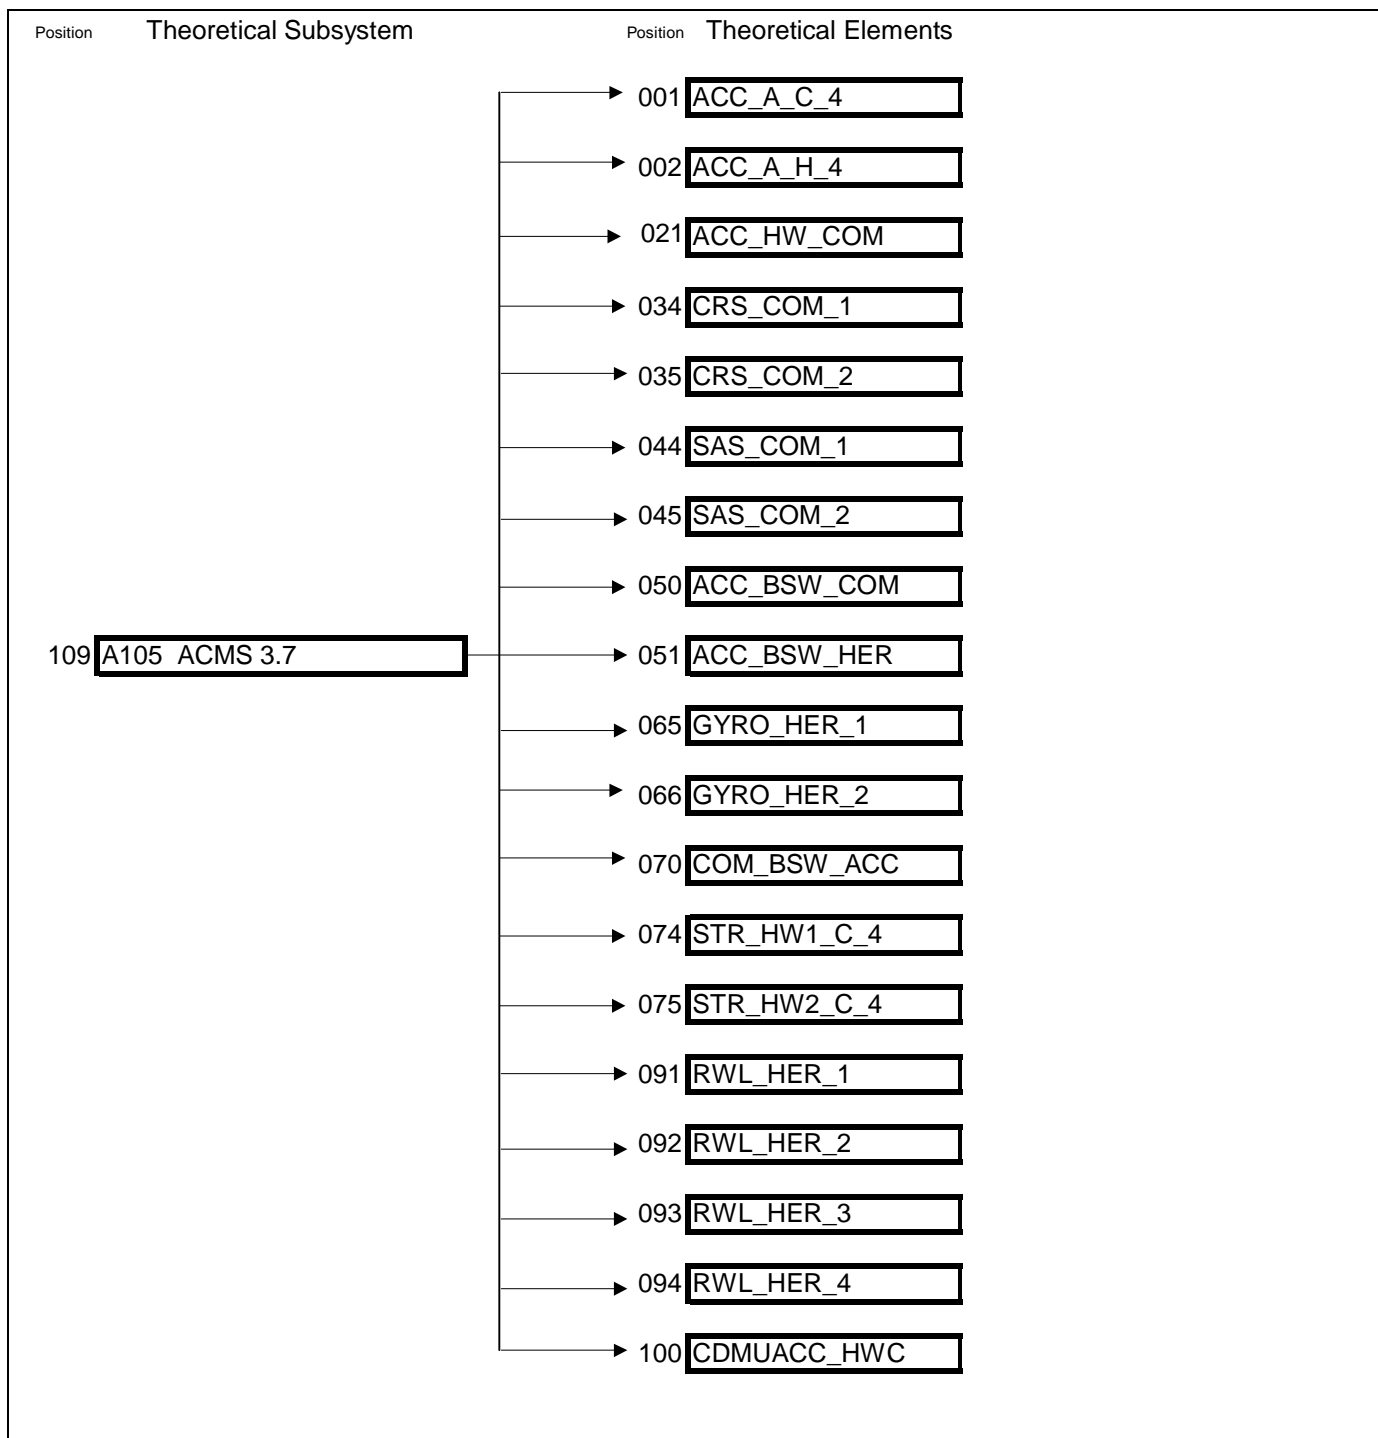 Position Theoretical Subsystem Position Theoretical Elements
001 ACC_A_C_4
002 ACC_A_H_4
021 ACC_HW_COM
034 CRS_COM_1
035 CRS_COM_2
044 SAS_COM_1
045 SAS_COM_2
050 ACC_BSW_COM
109 A105 ACMS 3.7 051 ACC_BSW_HER
065 GYRO_HER_1
066 GYRO_HER_2
070 COM_BSW_ACC
074 STR_HW1_C_4
075 STR_HW2_C_4
091 RWL_HER_1
092 RWL_HER_2
093 RWL_HER_3
094 RWL_HER_4
100 CDMUACC_HWC